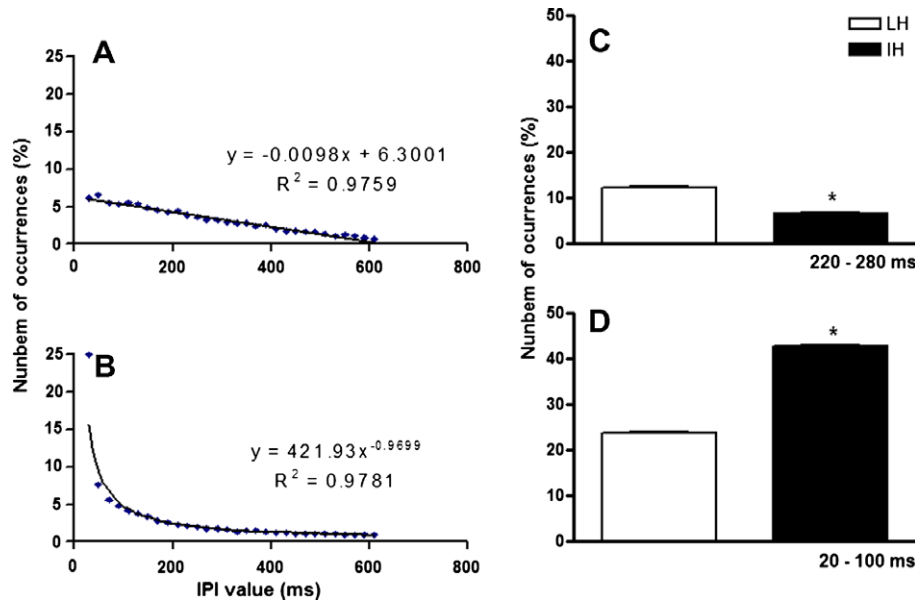 A
25
20
15
10
5
0
y = -0.0098x + 6.3001
R² = 0.9759
0 200 400 600 800
Nunbem of occurrences (%)
B
25
20
15
10
5
0
y = 421.93x^-0.9699
R² = 0.9781
0 200 400 600 800
IPI value (ms)
C
LH
IH
50
40
30
20
10
0
*
220 - 280 ms
Number of ocurrences (%)
D
50
40
30
20
10
0
*
20 - 100 ms